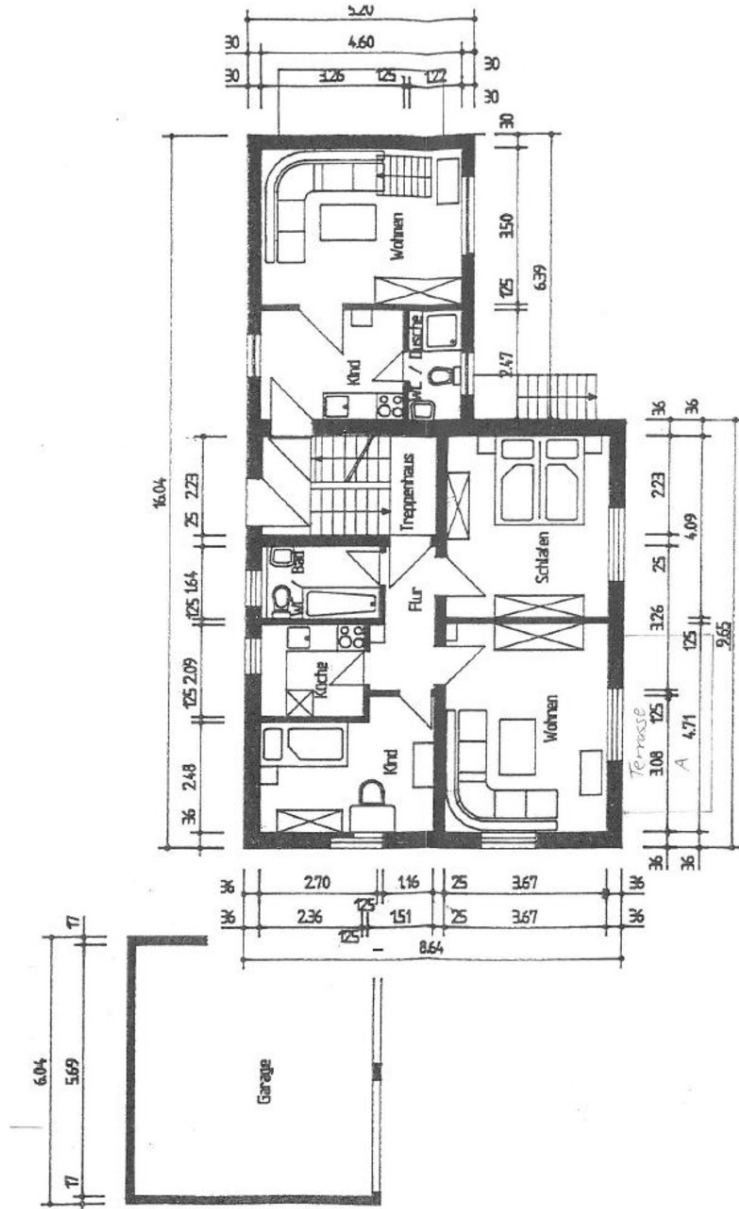 5.20
30 4.60 30
30 3.26 125 1.22 30
16.04
Wohnen
30
3.50
125
2.47
6.39
Kind
WC / Dusche
Treppenhaus
2.23
25
1.64
125
2.09
125
2.48
36
WC / Bad
Flur
Schlafen
Küche
Kind
Wohnen
36
2.23
25
3.26
125
3.08
36
36
4.09
125
4.71
36
9.65
Terrasse
A
36 2.70 125 1.16 25 3.67 36
36 2.36 125 1.51 25 3.67 36
8.64
17
5.69
17
6.04
Garage